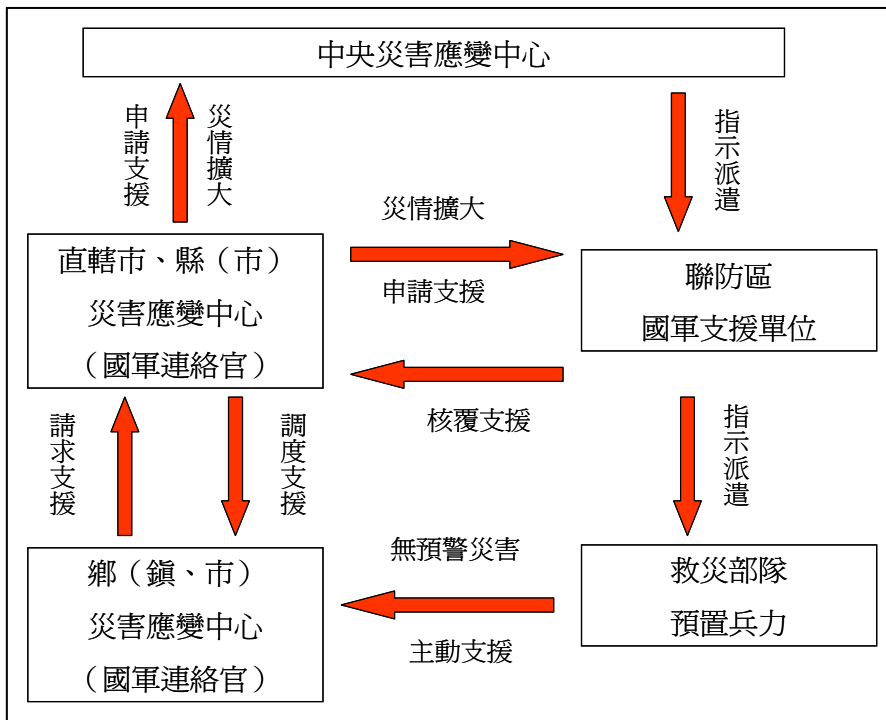 中央災害應變中心
申請支援
災情擴大
指示派遣
災情擴大
直轄市、縣（市）
災害應變中心
（國軍連絡官）
申請支援
聯防區
國軍支援單位
核覆支援
請求支援
調度支援
指示派遣
無預警災害
鄉（鎮、市）
災害應變中心
（國軍連絡官）
主動支援
救災部隊
預置兵力